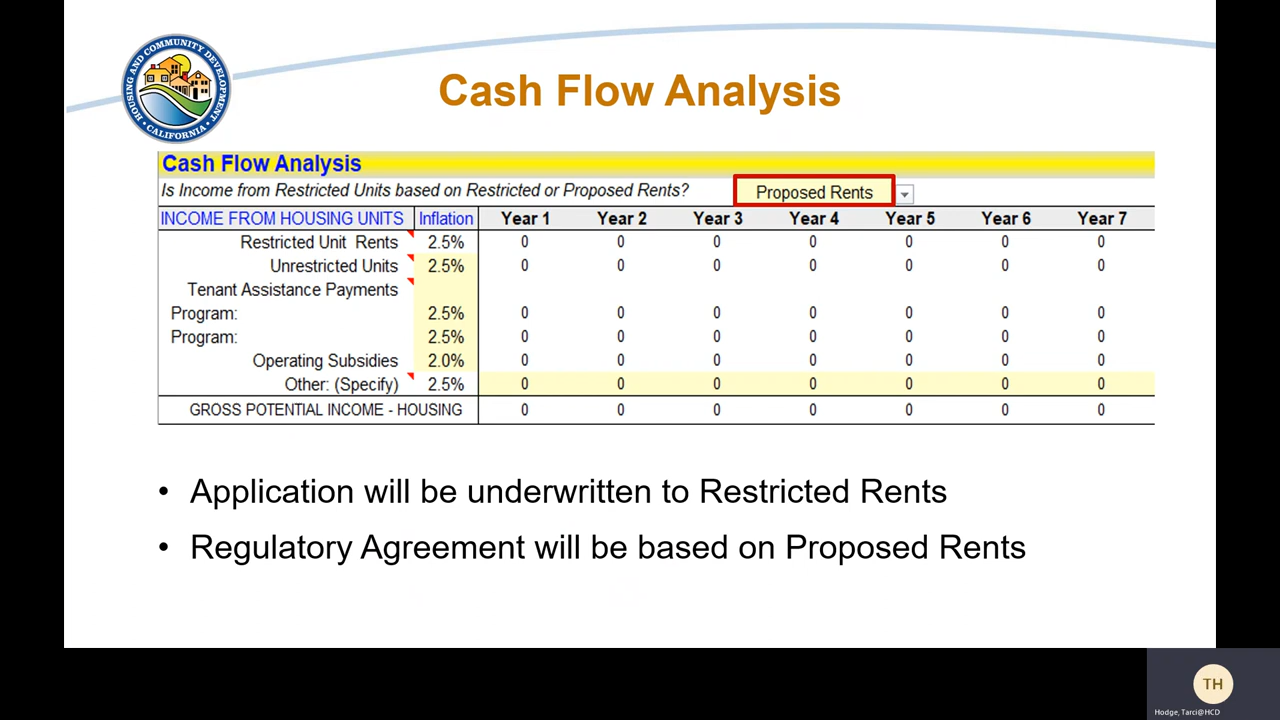 HOUSING AND COMMUNITY DEVELOPMENT
• CALIFORNIA •
Cash Flow Analysis
Cash Flow Analysis
Is Income from Restricted Units based on Restricted or Proposed Rents? Proposed Rents
INCOME FROM HOUSING UNITS Inflation Year 1 Year 2 Year 3 Year 4 Year 5 Year 6 Year 7
Restricted Unit Rents 2.5% 0 0 0 0 0 0 0
Unrestricted Units 2.5% 0 0 0 0 0 0 0
Tenant Assistance Payments
Program: 2.5% 0 0 0 0 0 0 0
Program: 2.5% 0 0 0 0 0 0 0
Operating Subsidies 2.0% 0 0 0 0 0 0 0
Other: (Specify) 2.5% 0 0 0 0 0 0 0
GROSS POTENTIAL INCOME - HOUSING 0 0 0 0 0 0 0
• Application will be underwritten to Restricted Rents
• Regulatory Agreement will be based on Proposed Rents
TH
Hodge, Tarci@HCD